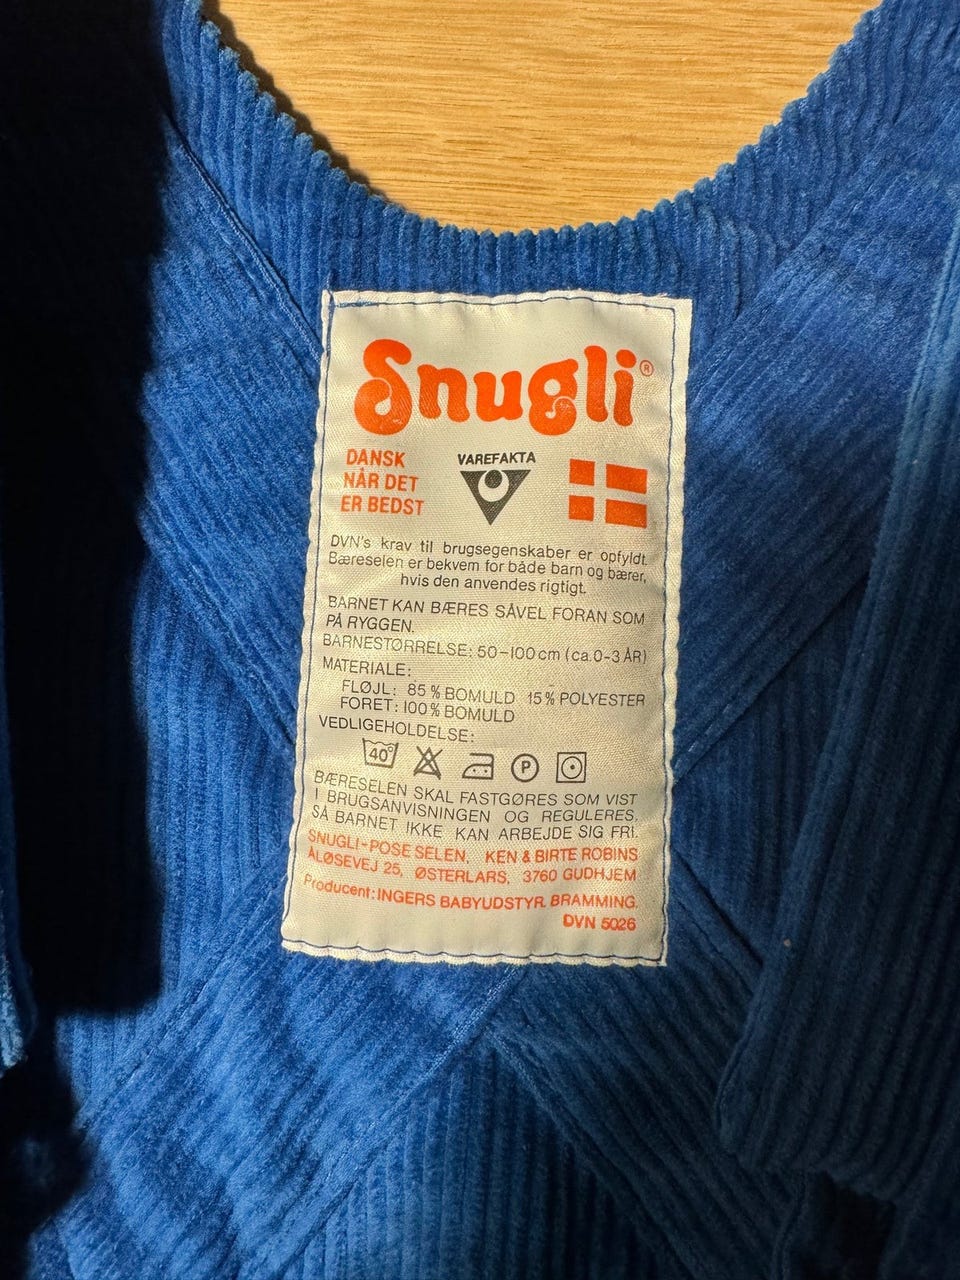 Snugli®
DANSK
NÅR DET
ER BEDST
VAREFAKTA
DVN's krav til brugsegenskaber er opfyldt.
Bæreselen er bekvem for både barn og bærer,
hvis den anvendes rigtigt.
BARNET KAN BÆRES SÅVEL FORAN SOM
PÅ RYGGEN.
BARNESTØRRELSE: 50-100 cm (ca. 0-3 ÅR)
MATERIALE:
FLØJL: 85% BOMULD 15% POLYESTER
FORET: 100% BOMULD
VEDLIGEHOLDELSE:
40° P
BÆRESELEN SKAL FASTGØRES SOM VIST
I BRUGSANVISNINGEN OG REGULERES,
SÅ BARNET IKKE KAN ARBEJDE SIG FRI.
SNUGLI-POSE SELEN, KEN & BIRTE ROBINS
ÅLØSEVEJ 25, ØSTERLARS, 3760 GUDHJEM
Producent: INGERS BABYUDSTYR, BRAMMING.
DVN 5026